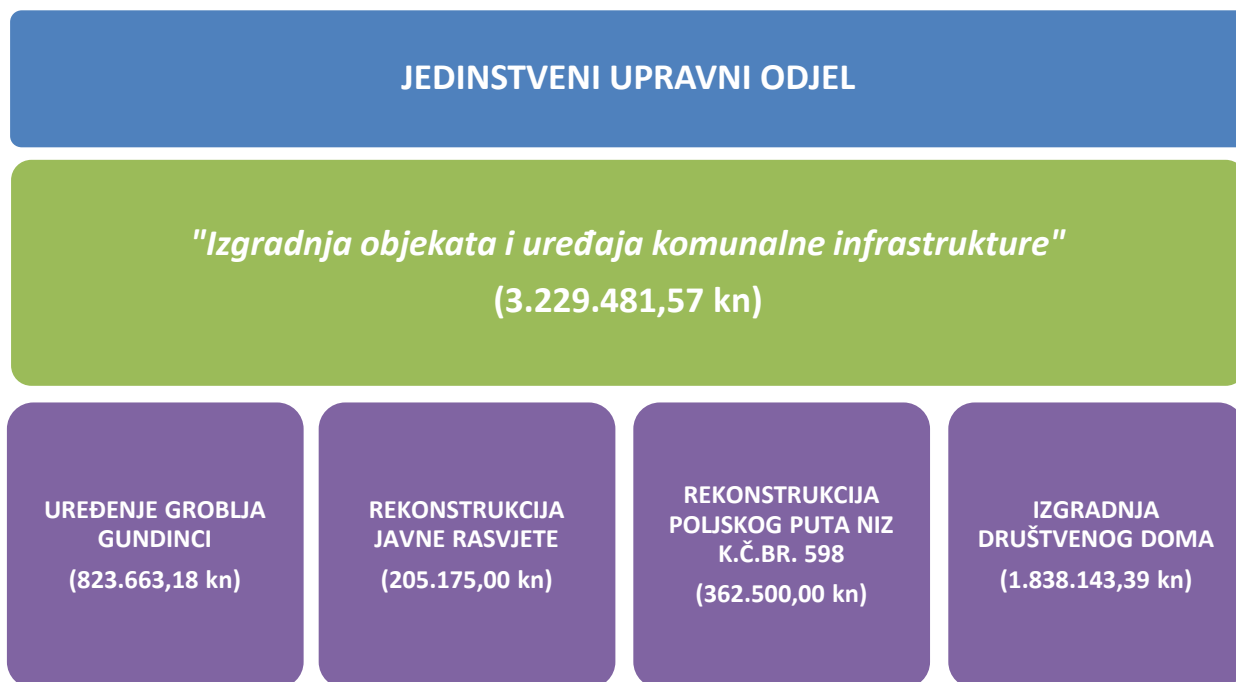 JEDINSTVENI UPRAVNI ODJEL
"Izgradnja objekata i uređaja komunalne infrastrukture"
(3.229.481,57 kn)
UREĐENJE GROBLJA
GUNDINCI
(823.663,18 kn)
REKONSTRUKCIJA
JAVNE RASVJETE
(205.175,00 kn)
REKONSTRUKCIJA
POLJSKOG PUTA NIZ
K.Č.BR. 598
(362.500,00 kn)
IZGRADNJA
DRUŠTVENOG DOMA
(1.838.143,39 kn)